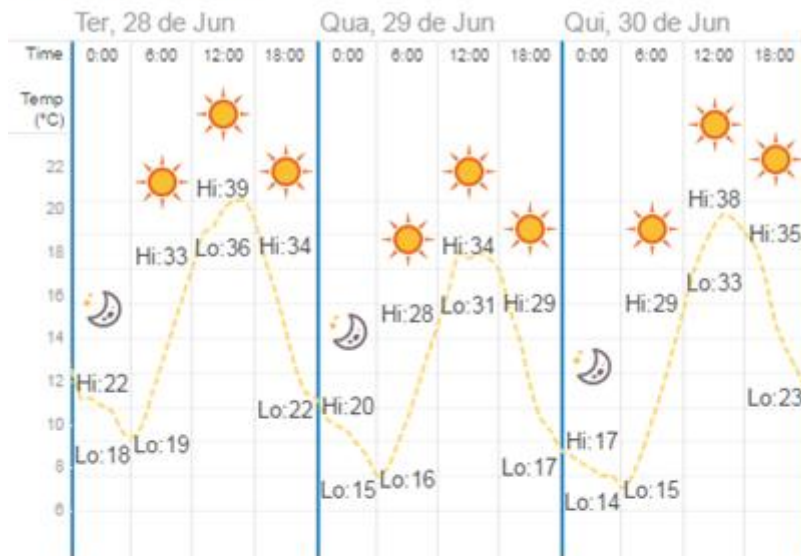 Ter, 28 de Jun Qua, 29 de Jun Qui, 30 de Jun
Time 0:00 6:00 12:00 18:00 0:00 6:00 12:00 18:00 0:00 6:00 12:00 18:00
Temp
(°C)
22
Hi:39 Hi:38
20
Hi:33 Lo:36 Hi:34 Hi:34 Hi:35
18
Lo:33
16
Hi:28 Lo:31 Hi:29 Hi:29
14
12
Hi:22 Lo:23
Lo:22 Hi:20
10
Lo:18 Lo:19 Hi:17
8
Lo:15 Lo:16 Lo:17 Lo:14 Lo:15
6